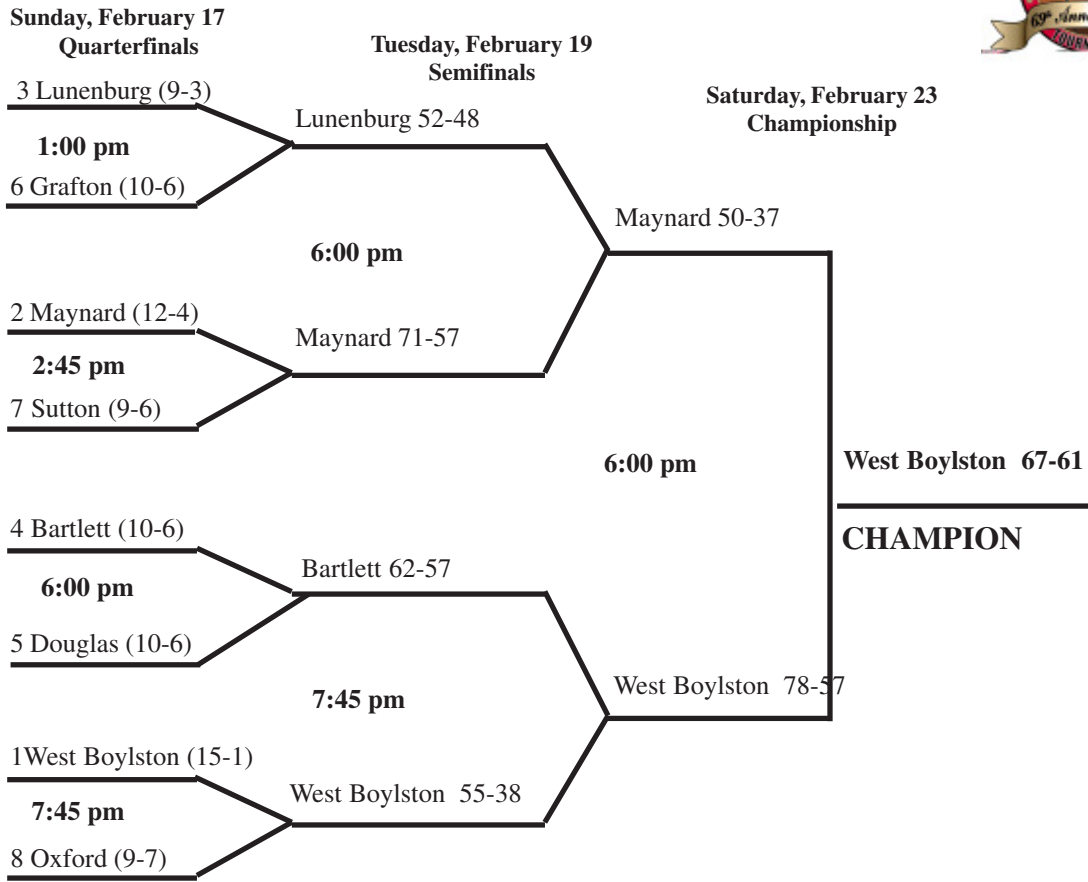 Sunday, February 17
Quarterfinals
Tuesday, February 19
Semifinals
Saturday, February 23
Championship
69th
3 Lunenburg (9-3)
1:00 pm
6 Grafton (10-6)
Lunenburg 52-48
6:00 pm
2 Maynard (12-4)
2:45 pm
7 Sutton (9-6)
Maynard 71-57
Maynard 50-37
6:00 pm
West Boylston 67-61
CHAMPION
4 Bartlett (10-6)
6:00 pm
5 Douglas (10-6)
Bartlett 62-57
7:45 pm
West Boylston 78-57
1West Boylston (15-1)
7:45 pm
8 Oxford (9-7)
West Boylston 55-38